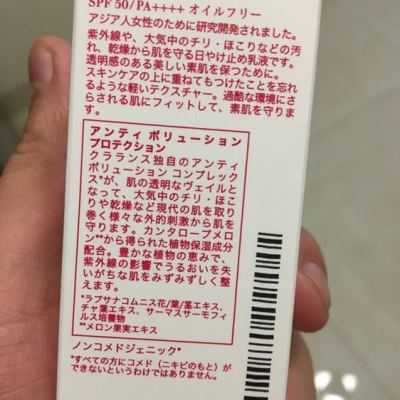 SPF 50/PA++++ オイルフリー
アジア人女性のために研究開発されました。
紫外線や、大気中のチリ・ほこりなどの汚
れ、乾燥から肌を守る日やけ止め乳液です。
透明感のある美しい素肌を保つために。
スキンケアの上に重ねてもつけたことを忘れ
るような軽いテクスチャー。過酷な環境にさ
らされる肌にフィットして、素肌を守りま
す。
アンティ ポリューション
プロテクション
クラランス独自のアンティ
ポリューション コンプレック
ス*が、肌の透明なヴェイルと
なって、大気中のチリ・ほこ
りや乾燥など現代の肌を取り
巻く様々な外的刺激から肌を
守ります。カンタロープメロ
ン**から得られた植物保湿成分
配合。豊かな植物の恵みで、
紫外線の影響でうるおいを失
いがちな肌をみずみずしく整
えます。
*ラプサナコムニス花/葉/茎エキス、
チャ葉エキス、サーマスサーモフィ
ルス培養物
**メロン果実エキス
ノンコメドジェニック*
*すべての方にコメド（ニキビのもと）が
できないというわけではありません。